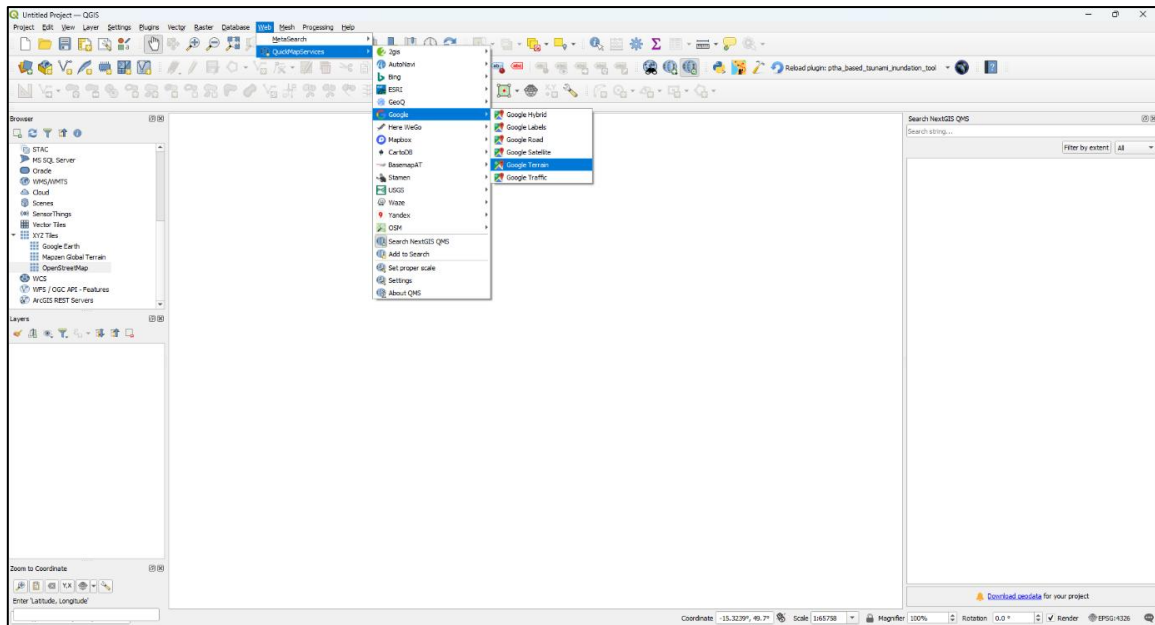 Untitled Project — QGIS
Project Edit View Layer Settings Plugins Vector Raster Database Web Mesh Processing Help
MetaSearch
QuickMapServices
2gis
AutoNavi
Bing
ESRI
GeoQ
Google
Here WeGo
Mapbox
CartoDB
BasemapAT
Stamen
USGS
Waze
Yandex
OSM
Search NextGIS QMS
Add to Search
Set proper scale
Settings
About QMS
Google Hybrid
Google Labels
Google Road
Google Satellite
Google Terrain
Google Traffic
Reload plugin: ptha_based_tsunami_inundation_tool
Browser
STAC
MS SQL Server
Oracle
WMS/WMTS
Cloud
Scenes
SensorThings
Vector Tiles
XYZ Tiles
Google Earth
Mapzen Global Terrain
OpenStreetMap
WCS
WFS / OGC API - Features
ArcGIS REST Servers
Layers
Zoom to Coordinate
Y,X
Enter 'Latitude, Longitude'
Search NextGIS QMS
Search string...
Filter by extent All
Download geodata for your project
Coordinate -15.3239°, 49.7° Scale 1:65758 Magnifier 100% Rotation 0.0 ° Render EPSG:4326